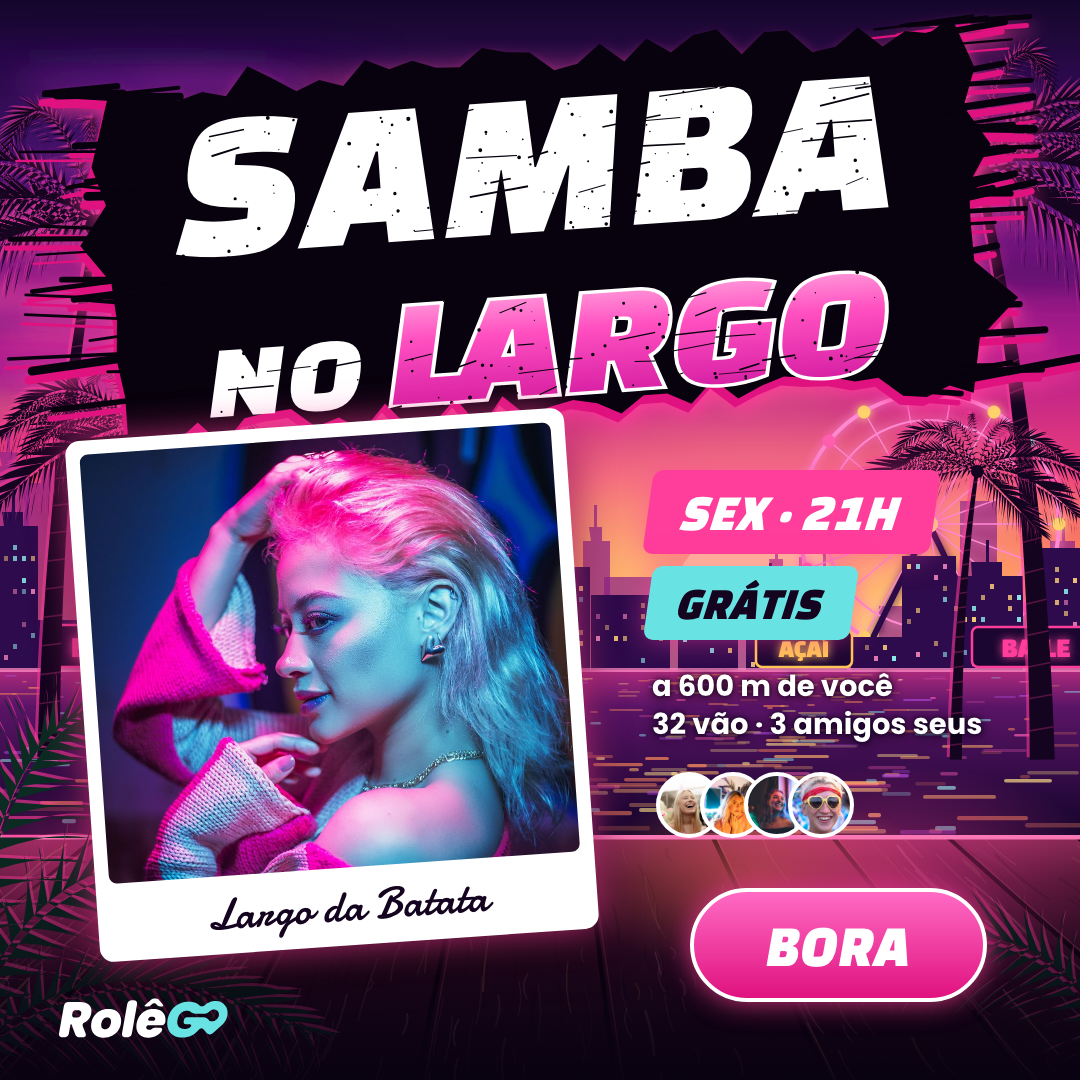 SAMBA
NO LARGO
SEX · 21H
GRÁTIS
AÇAÍ
a 600 m de você
32 vão · 3 amigos seus
Largo da Batata
BORA
RolêGO